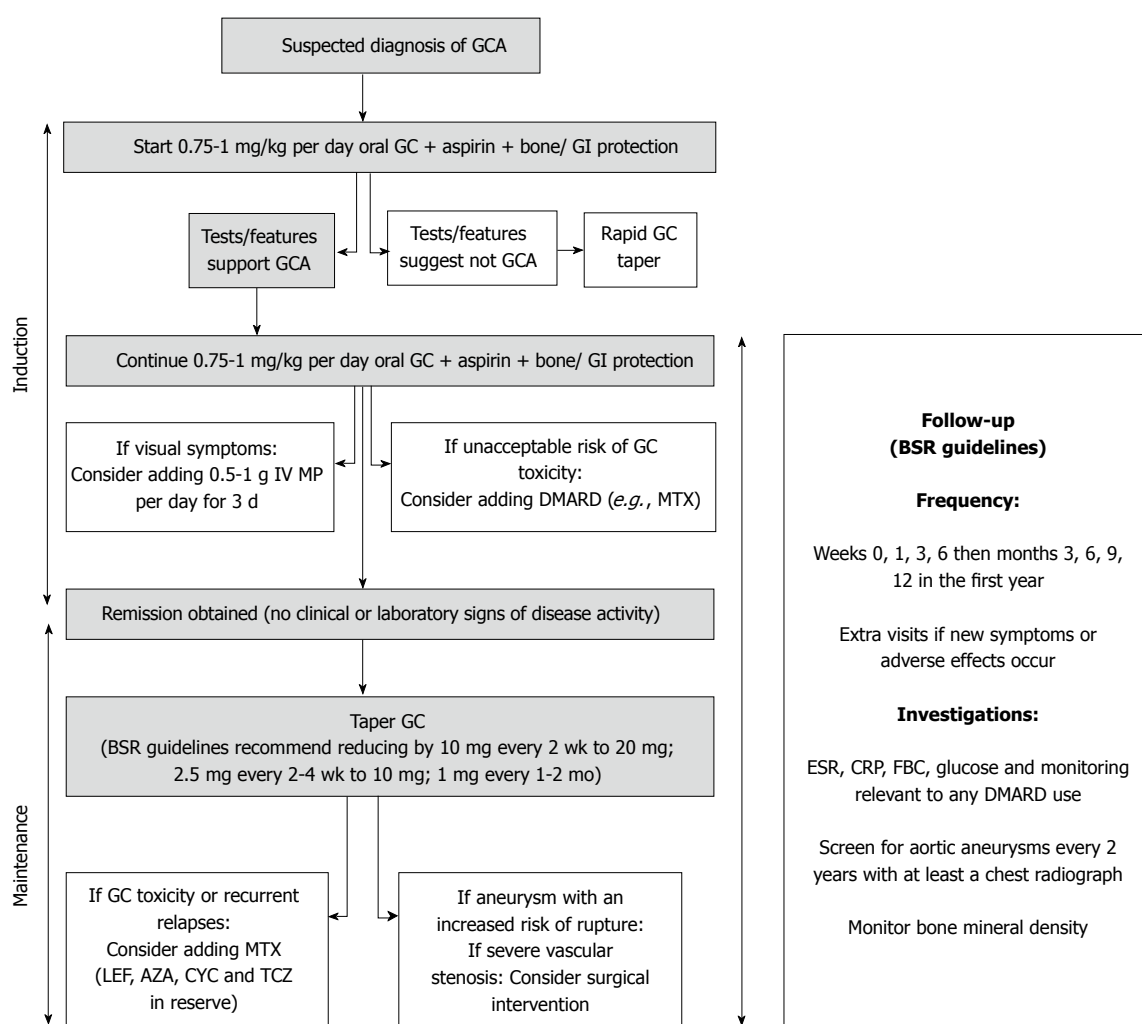 Suspected diagnosis of GCA
Start 0.75-1 mg/kg per day oral GC + aspirin + bone/ GI protection
Tests/features
support GCA
Tests/features
suggest not GCA
Rapid GC
taper
Induction
Continue 0.75-1 mg/kg per day oral GC + aspirin + bone/ GI protection
If visual symptoms:
Consider adding 0.5-1 g IV MP
per day for 3 d
If unacceptable risk of GC
toxicity:
Consider adding DMARD (e.g., MTX)
Remission obtained (no clinical or laboratory signs of disease activity)
Taper GC
(BSR guidelines recommend reducing by 10 mg every 2 wk to 20 mg;
2.5 mg every 2-4 wk to 10 mg; 1 mg every 1-2 mo)
Maintenance
If GC toxicity or recurrent
relapses:
Consider adding MTX
(LEF, AZA, CYC and TCZ
in reserve)
If aneurysm with an
increased risk of rupture:
If severe vascular
stenosis: Consider surgical
intervention
Follow-up
(BSR guidelines)
Frequency:
Weeks 0, 1, 3, 6 then months 3, 6, 9,
12 in the first year
Extra visits if new symptoms or
adverse effects occur
Investigations:
ESR, CRP, FBC, glucose and monitoring
relevant to any DMARD use
Screen for aortic aneurysms every 2
years with at least a chest radiograph
Monitor bone mineral density